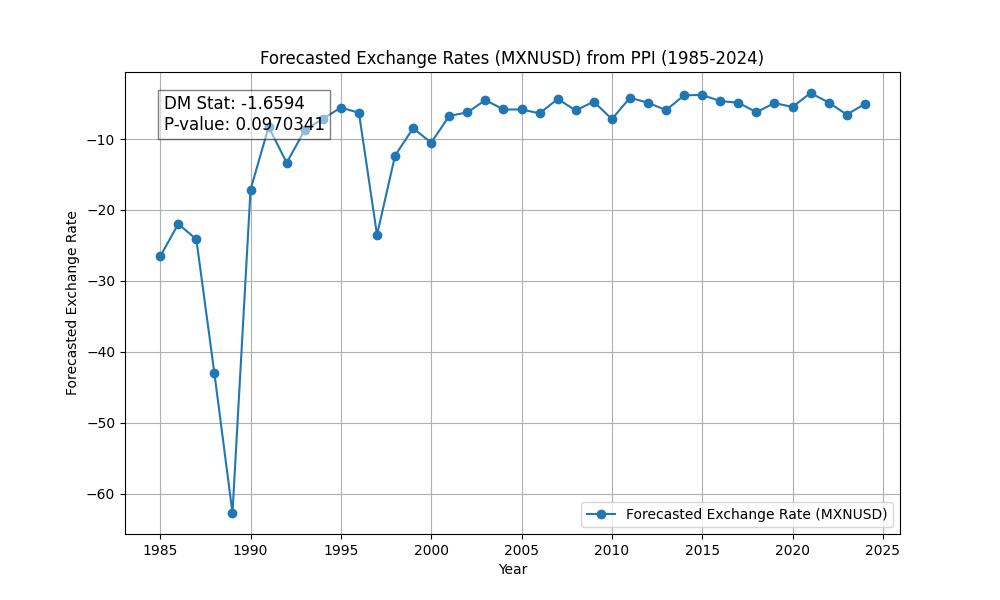 Forecasted Exchange Rates (MXNUSD) from PPI (1985-2024)
DM Stat: -1.6594
P-value: 0.0970341
Forecasted Exchange Rate
−10
−20
−30
−40
−50
−60
Forecasted Exchange Rate (MXNUSD)
1985 1990 1995 2000 2005 2010 2015 2020 2025
Year